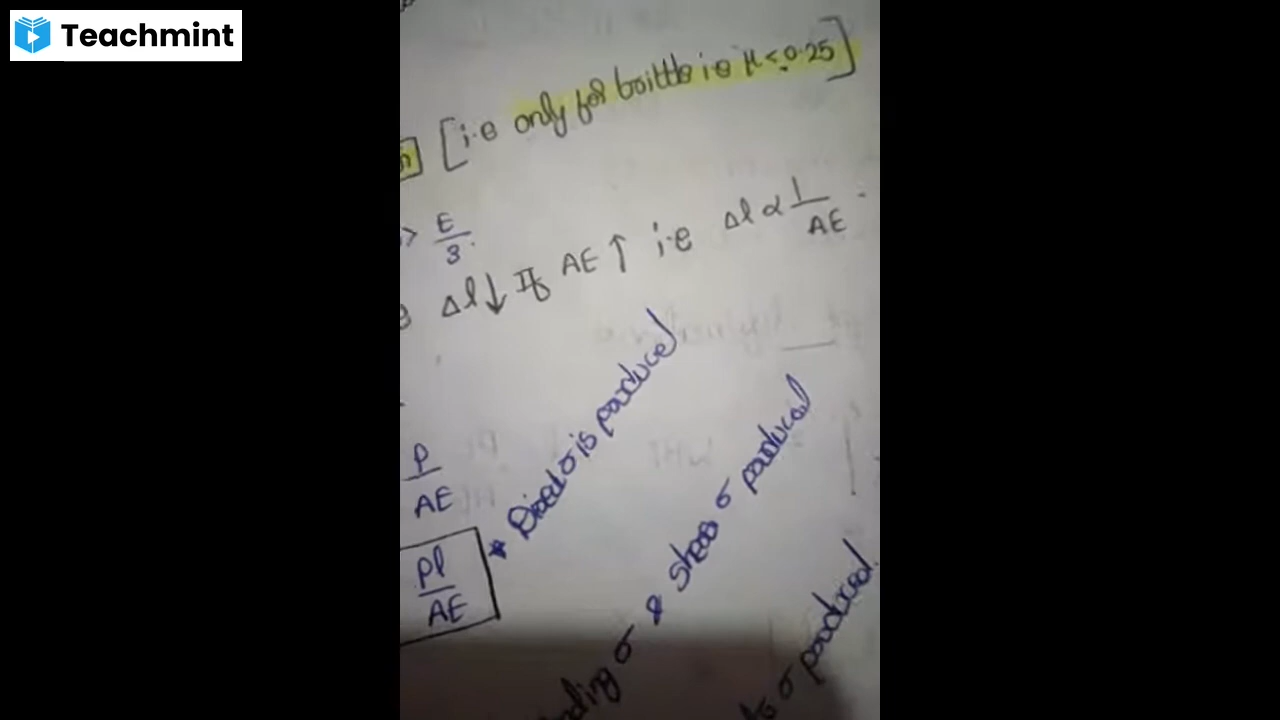 Teachmint
[i.e only for brittle i.e μ < 0.25]
> E/3.
Δl↓ If AE↑ i.e Δl ∝ 1/AE.
P/AE
Pl/AE
* Direct σ is produced
σ & shear σ produced
σ produced.